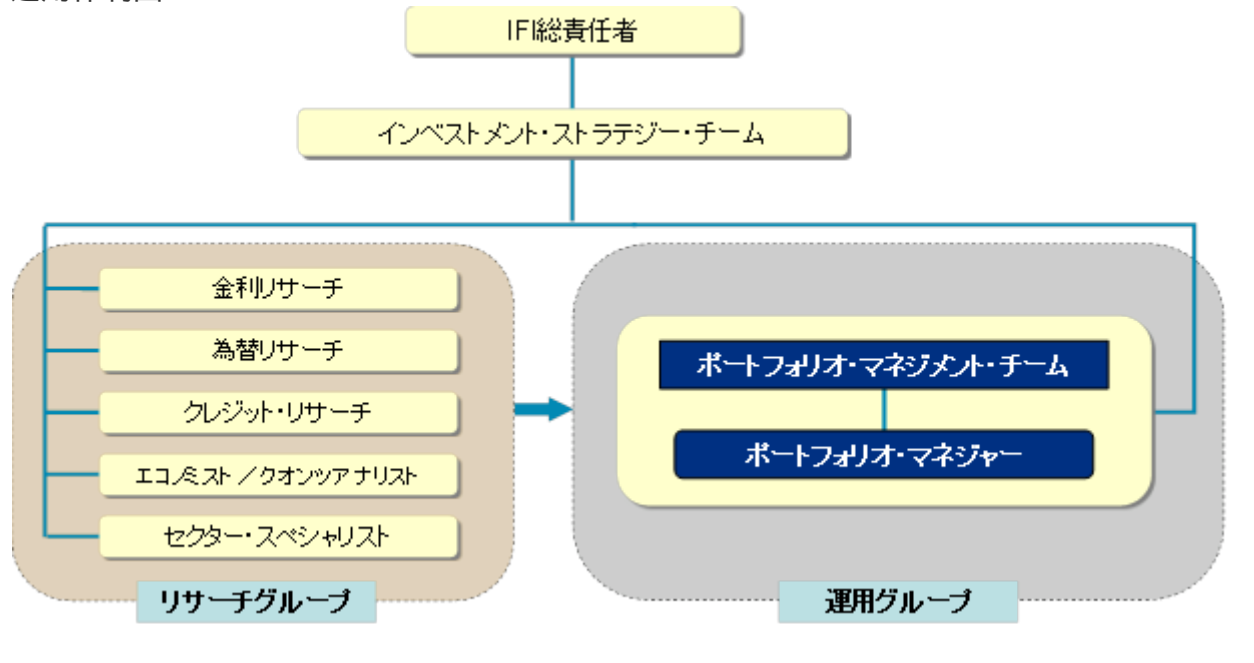 IFI総責任者
インベストメント・ストラテジー・チーム
金利リサーチ
為替リサーチ
クレジット・リサーチ
エコノミスト／クオンツアナリスト
セクター・スペシャリスト
リサーチグループ
ポートフォリオ・マネジメント・チーム
ポートフォリオ・マネジャー
運用グループ